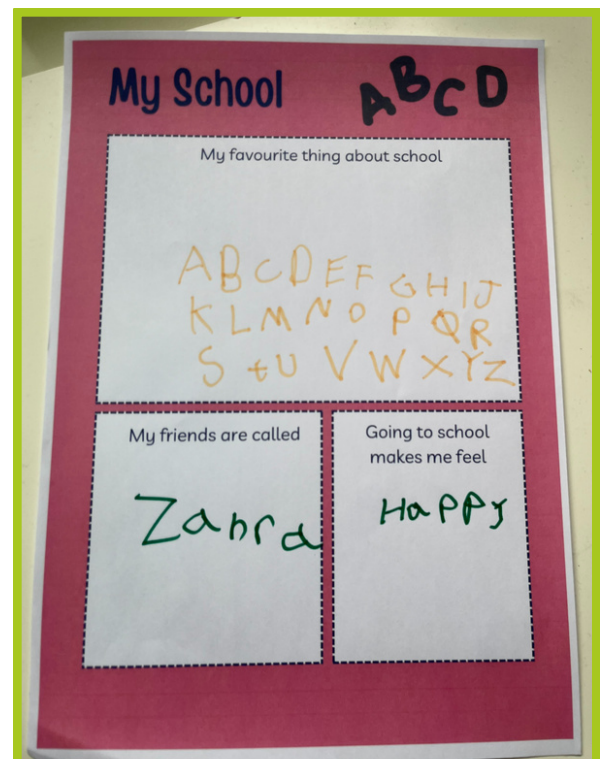 My School
ABCD
My favourite thing about school
ABCDEFGHIJ
KLMNOPQR
StUVWXYZ
My friends are called
Zahra
Going to school
makes me feel
HaPPy